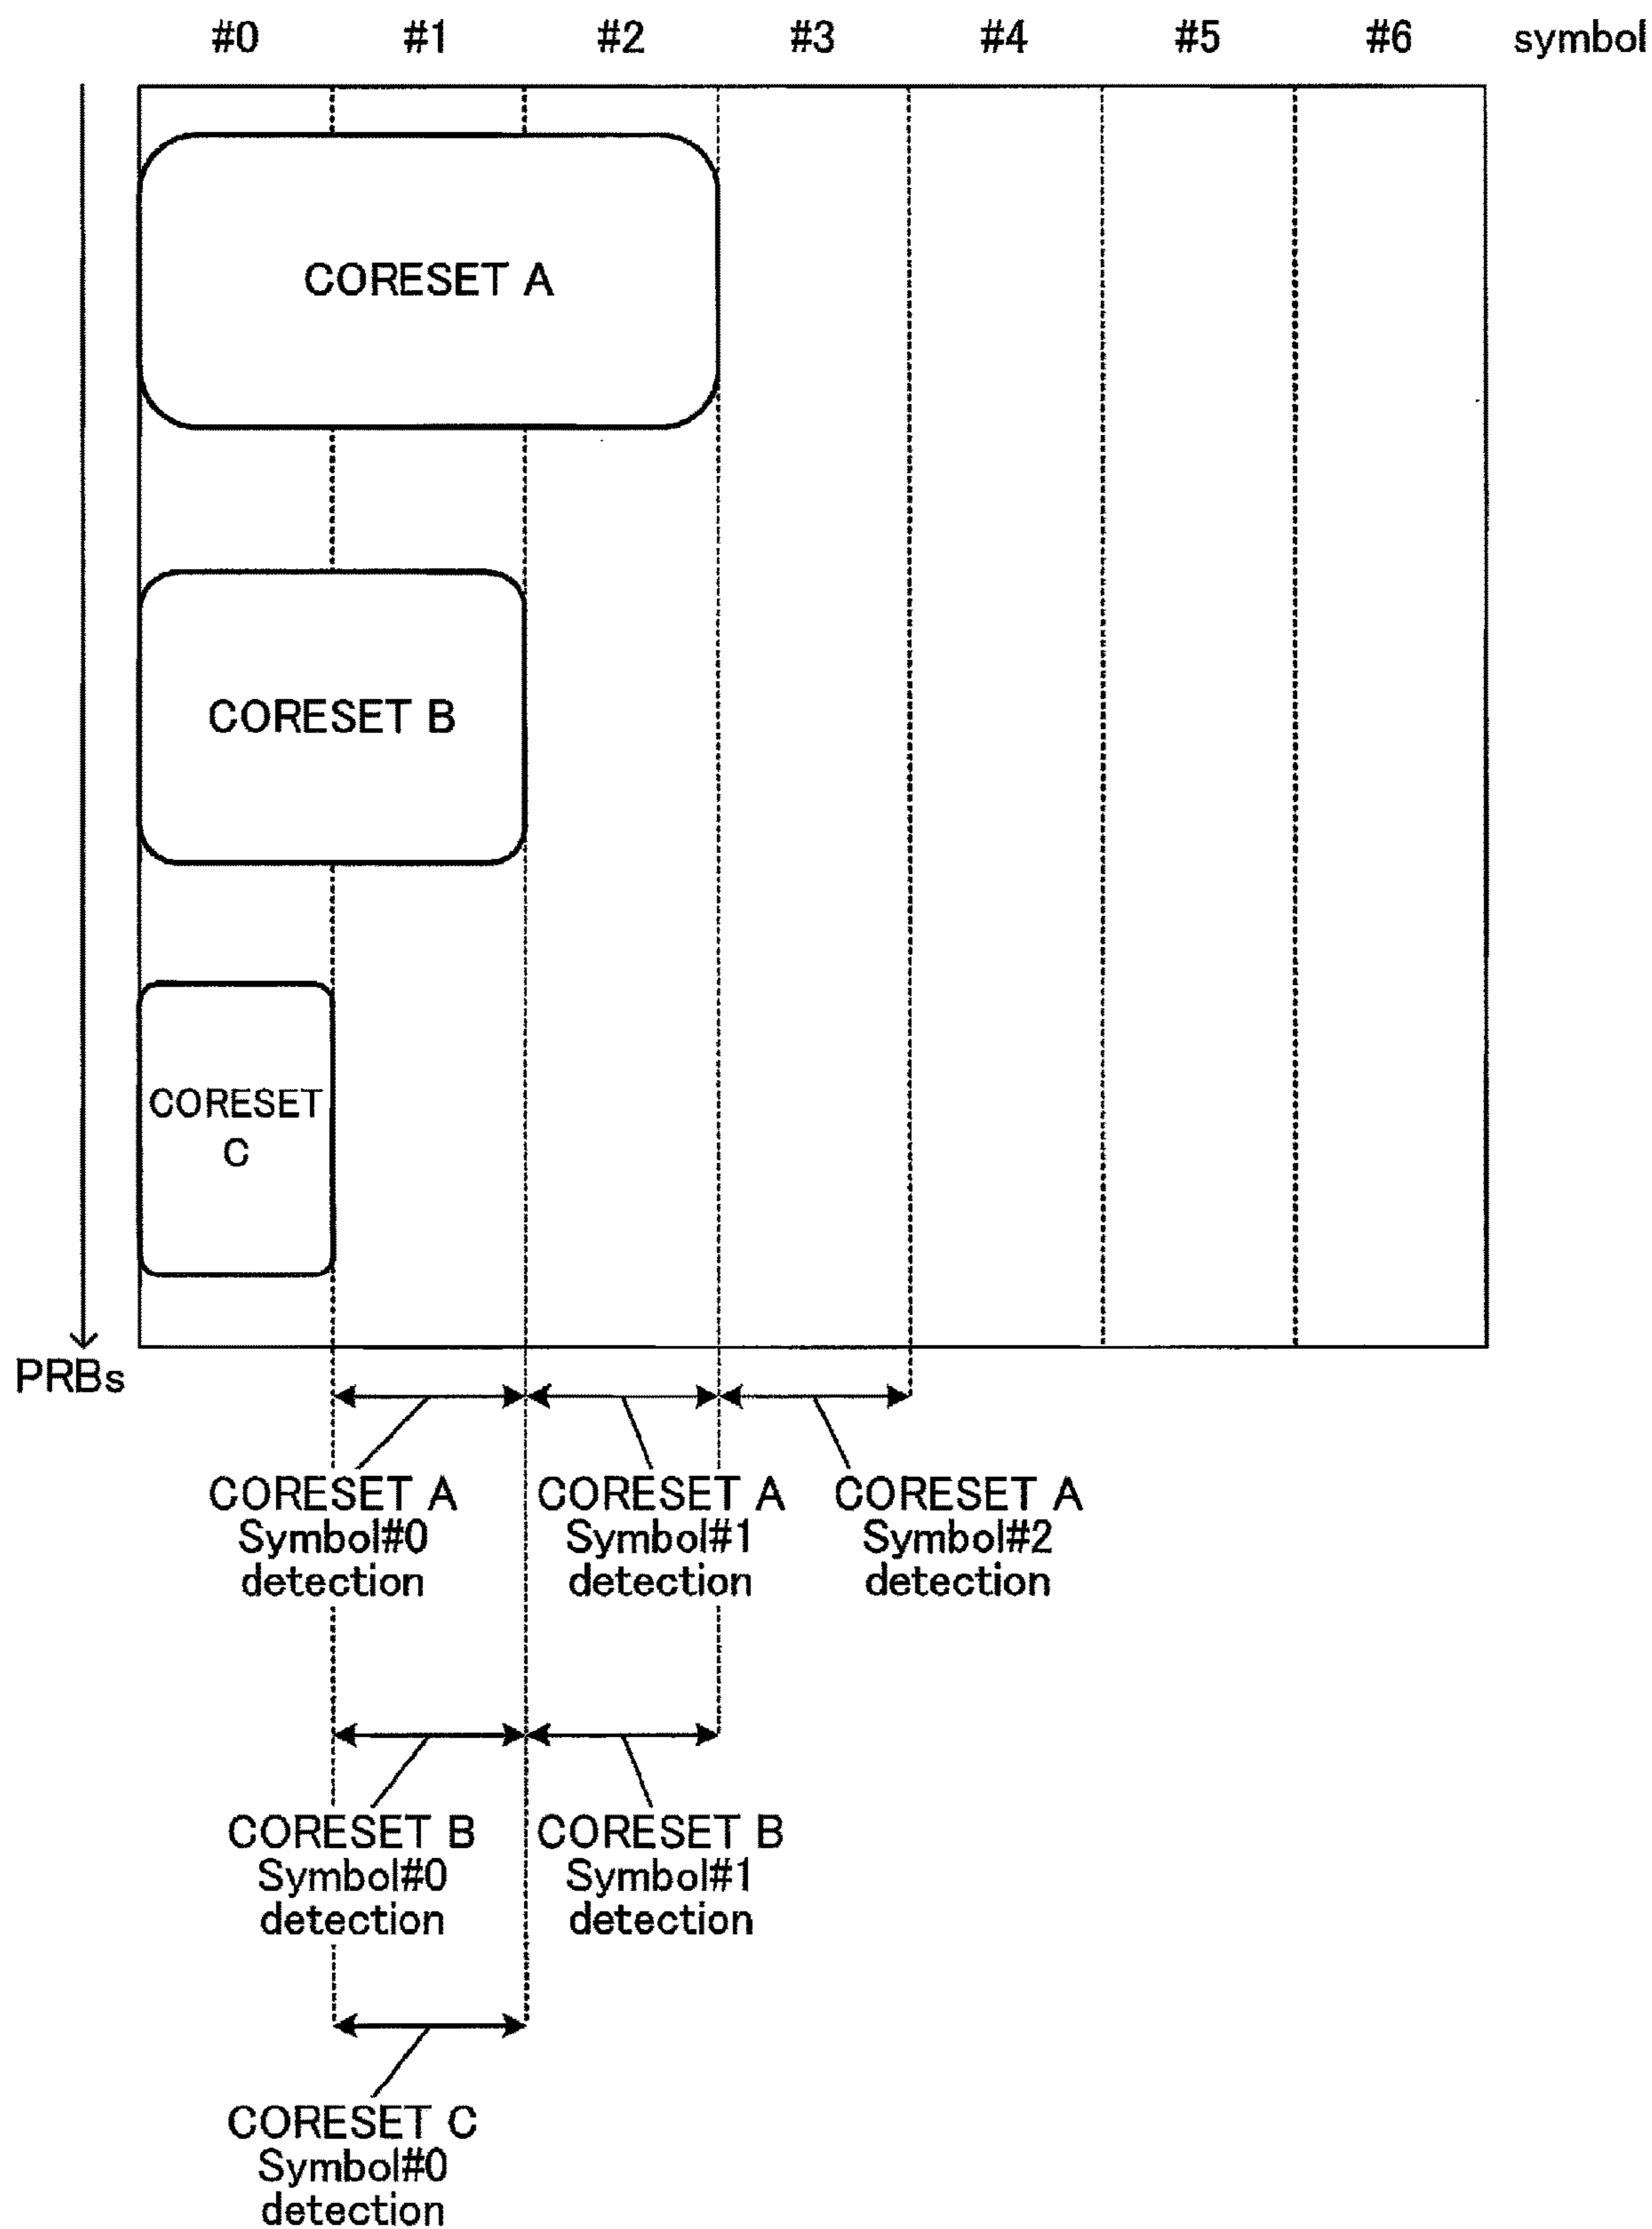 #0 #1 #2 #3 #4 #5 #6 symbol
CORESET A
CORESET B
CORESET
C
PRBs
CORESET A CORESET A CORESET A
Symbol#0 Symbol#1 Symbol#2
detection detection detection
CORESET B CORESET B
Symbol#0 Symbol#1
detection detection
CORESET C
Symbol#0
detection